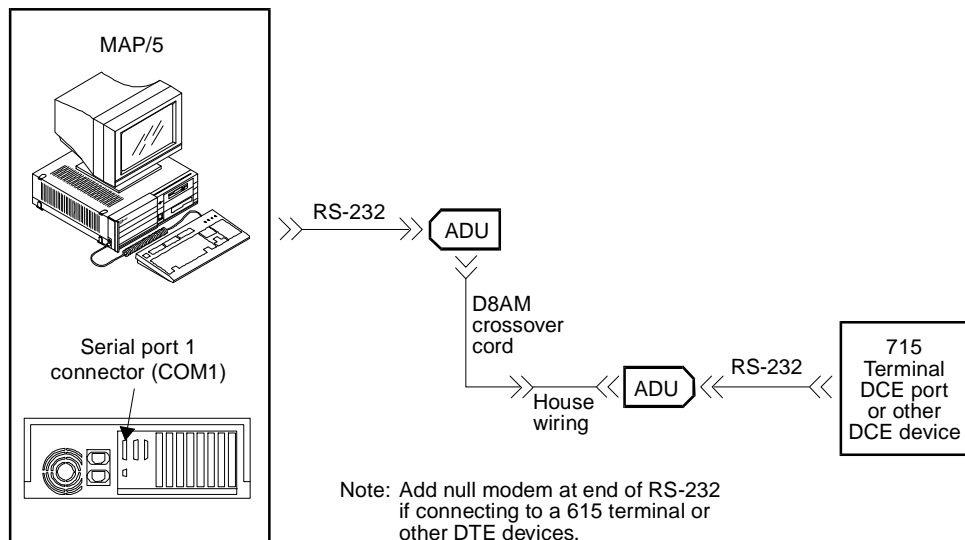 MAP/5
Serial port 1
connector (COM1)
RS-232
ADU
D8AM
crossover
cord
House
wiring
ADU
RS-232
715
Terminal
DCE port
or other
DCE device
Note: Add null modem at end of RS-232
if connecting to a 615 terminal or
other DTE devices.